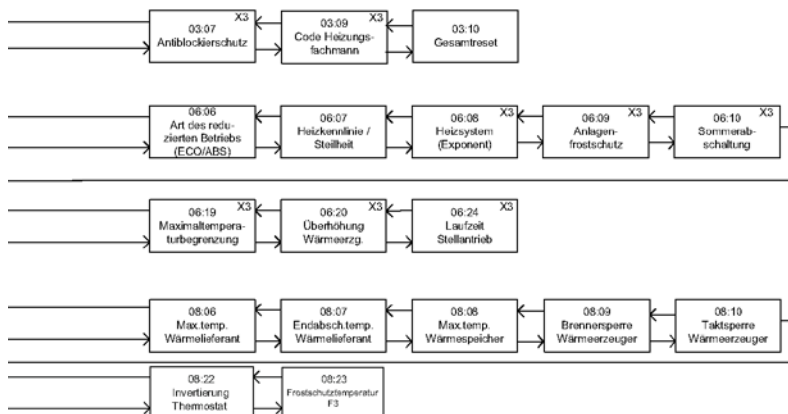 X3
03:07
Antiblockierschutz
X3
03:09
Code Heizungs-
fachmann
03:10
Gesamtreset
06:06
Art des redu-
zierten Betriebs
(ECO/ABS)
06:07
Heizkennlinie /
Steilheit
X3
06:08
Heizsystem
(Exponent)
X3
06:09
Anlagen-
frostschutz
X3
06:10
Sommerab-
schaltung
X3
06:19
Maximaltempera-
turbegrenzung
X3
06:20
Überhöhung
Wärmeerzg.
X3
06:24
Laufzeit
Stellantrieb
08:06
Max.temp.
Wärmelieferant
08:07
Endabsch.temp.
Wärmelieferant
08:08
Max.temp.
Wärmespeicher
08:09
Brennersperre
Wärmeerzeuger
08:10
Taktsperre
Wärmeerzeuger
08:22
Invertierung
Thermostat
08:23
Frostschutztemperatur
F3